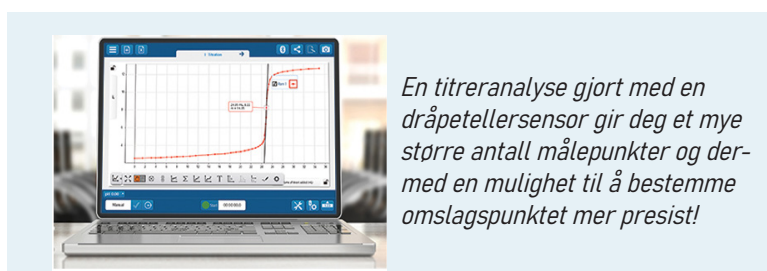 En titreranalyse gjort med en
dråpetellersensor gir deg et mye
større antall målepunkter og der-
med en mulighet til å bestemme
omslagspunktet mer presist!